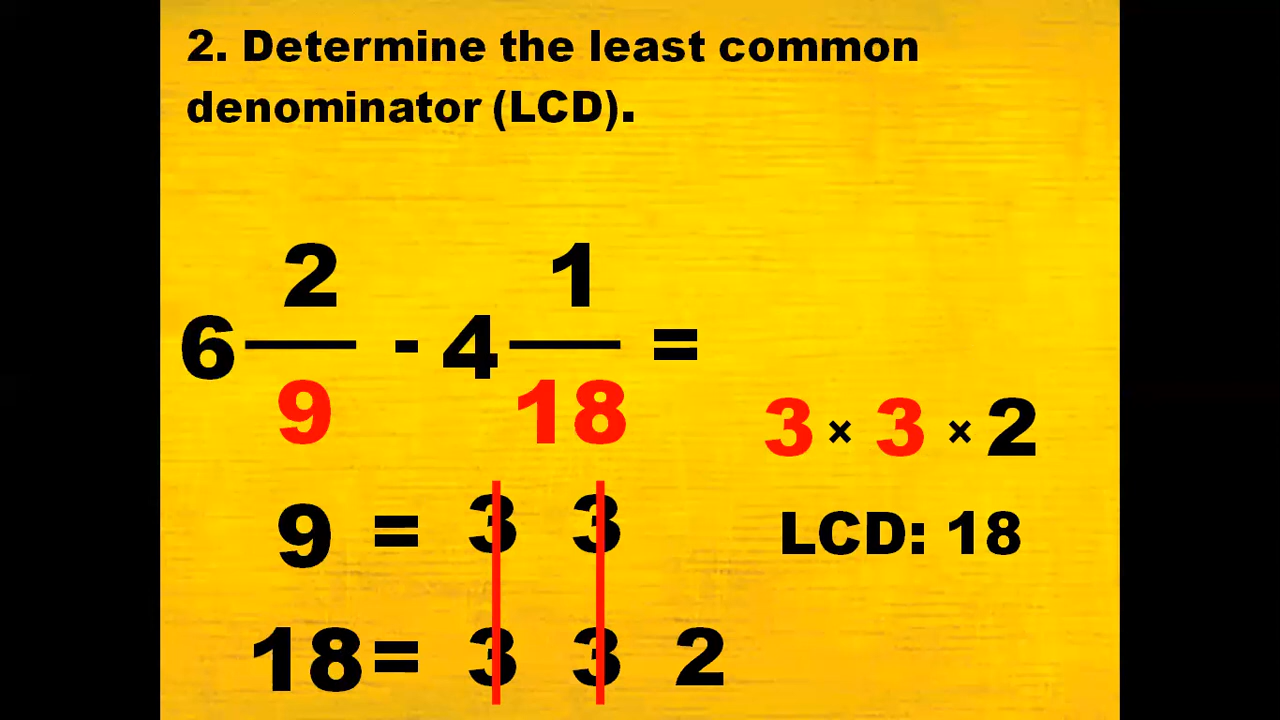 2. Determine the least common
denominator (LCD).
6 2/9 - 4 1/18 =
3 × 3 × 2
9 = 3 3
LCD: 18
18= 3 3 2